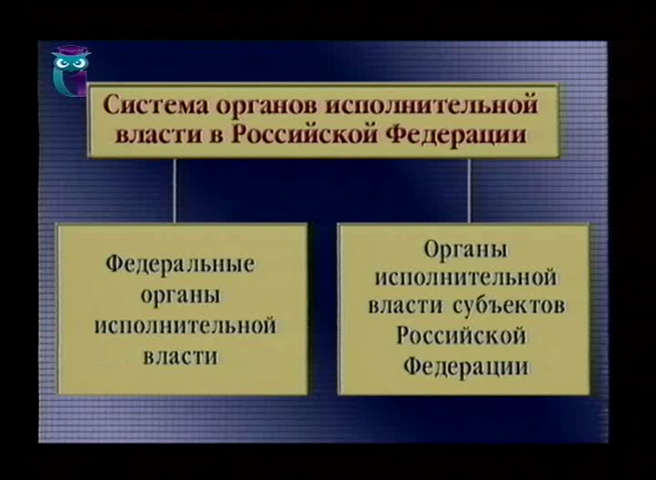 Система органов исполнительной
власти в Российской Федерации
Федеральные
органы
исполнительной
власти
Органы
исполнительной
власти субъектов
Российской
Федерации